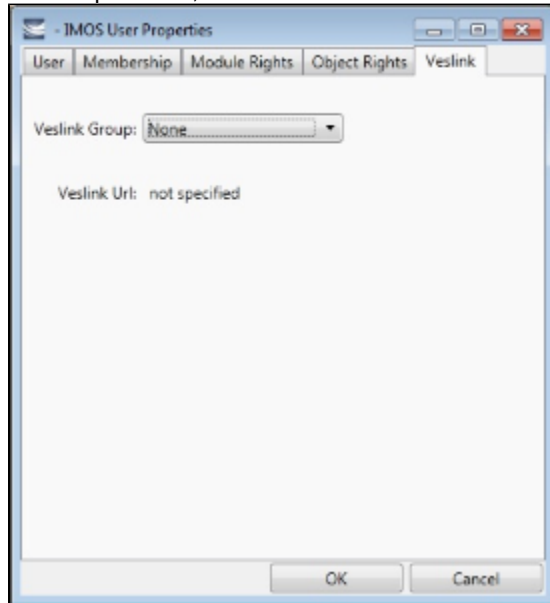 - IMOS User Properties
User Membership Module Rights Object Rights Veslink
Veslink Group: None
Veslink Url: not specified
OK Cancel